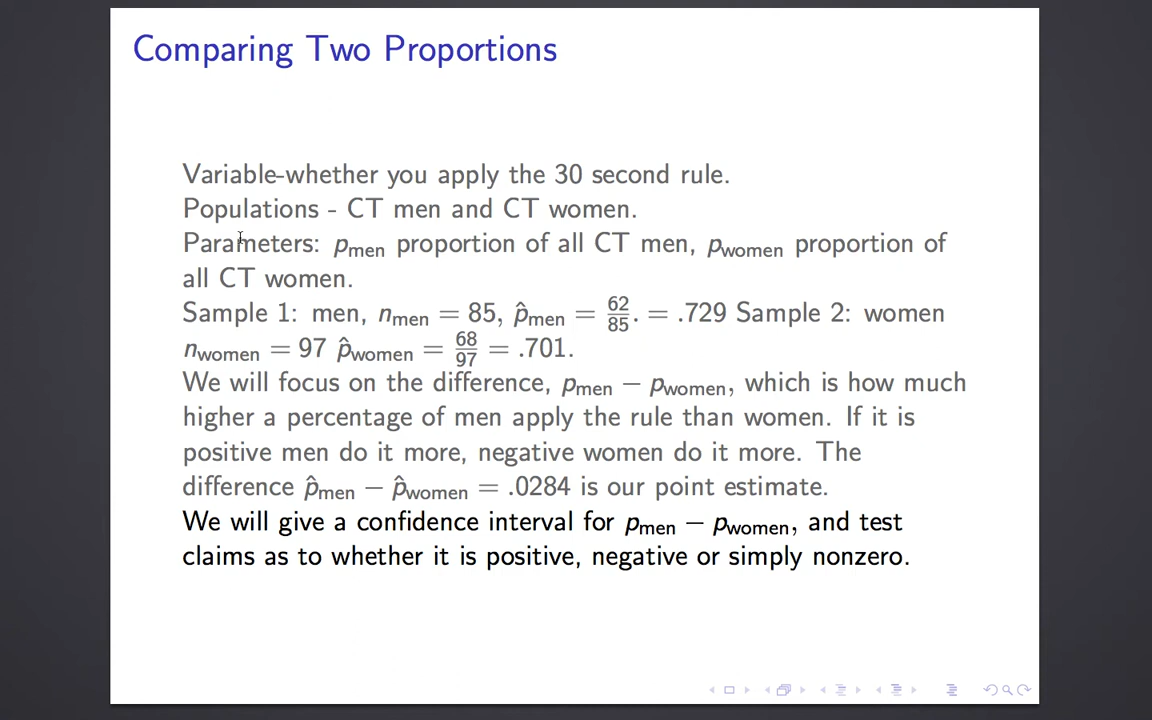 Comparing Two Proportions
Variable-whether you apply the 30 second rule.
Populations - CT men and CT women.
Parameters: p_men proportion of all CT men, p_women proportion of
all CT women.
Sample 1: men, n_men = 85, p̂_men = 62/85. = .729 Sample 2: women
n_women = 97 p̂_women = 68/97 = .701.
We will focus on the difference, p_men − p_women, which is how much
higher a percentage of men apply the rule than women. If it is
positive men do it more, negative women do it more. The
difference p̂_men − p̂_women = .0284 is our point estimate.
We will give a confidence interval for p_men − p_women, and test
claims as to whether it is positive, negative or simply nonzero.